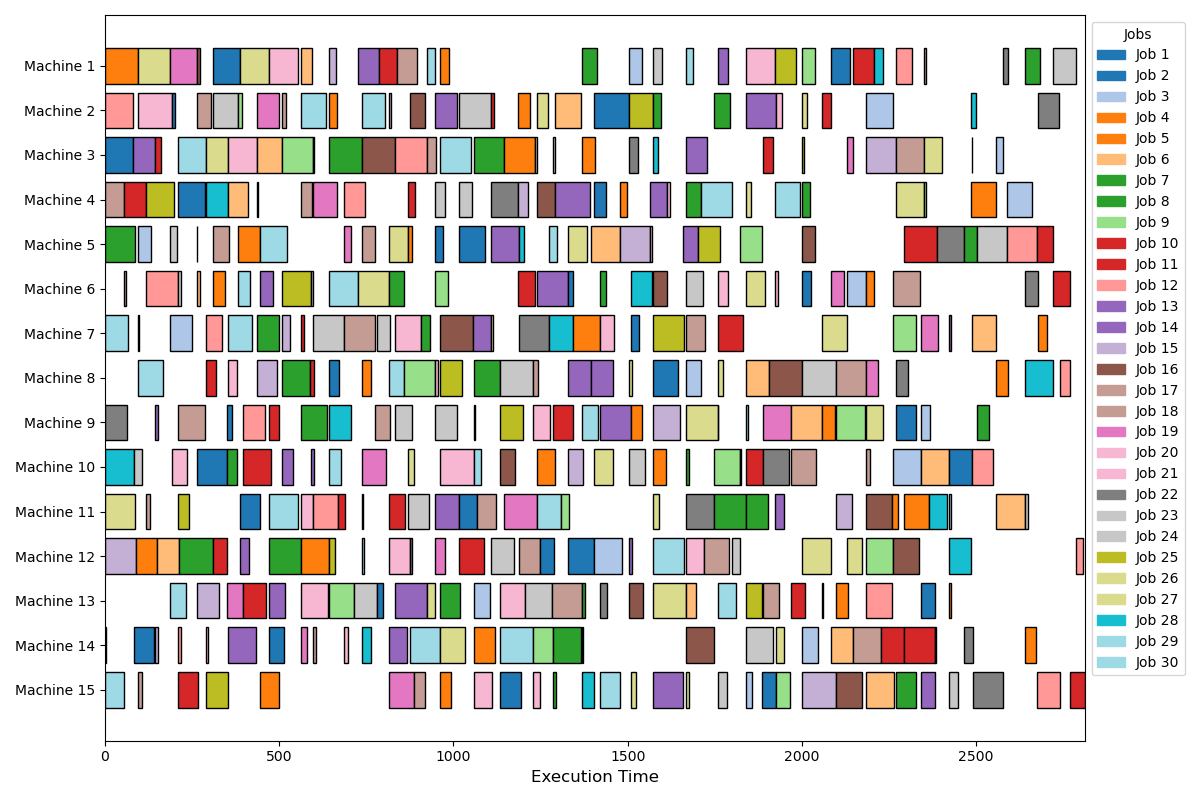 Machine 1
Machine 2
Machine 3
Machine 4
Machine 5
Machine 6
Machine 7
Machine 8
Machine 9
Machine 10
Machine 11
Machine 12
Machine 13
Machine 14
Machine 15
0 500 1000 1500 2000 2500
Execution Time
Jobs
Job 1
Job 2
Job 3
Job 4
Job 5
Job 6
Job 7
Job 8
Job 9
Job 10
Job 11
Job 12
Job 13
Job 14
Job 15
Job 16
Job 17
Job 18
Job 19
Job 20
Job 21
Job 22
Job 23
Job 24
Job 25
Job 26
Job 27
Job 28
Job 29
Job 30